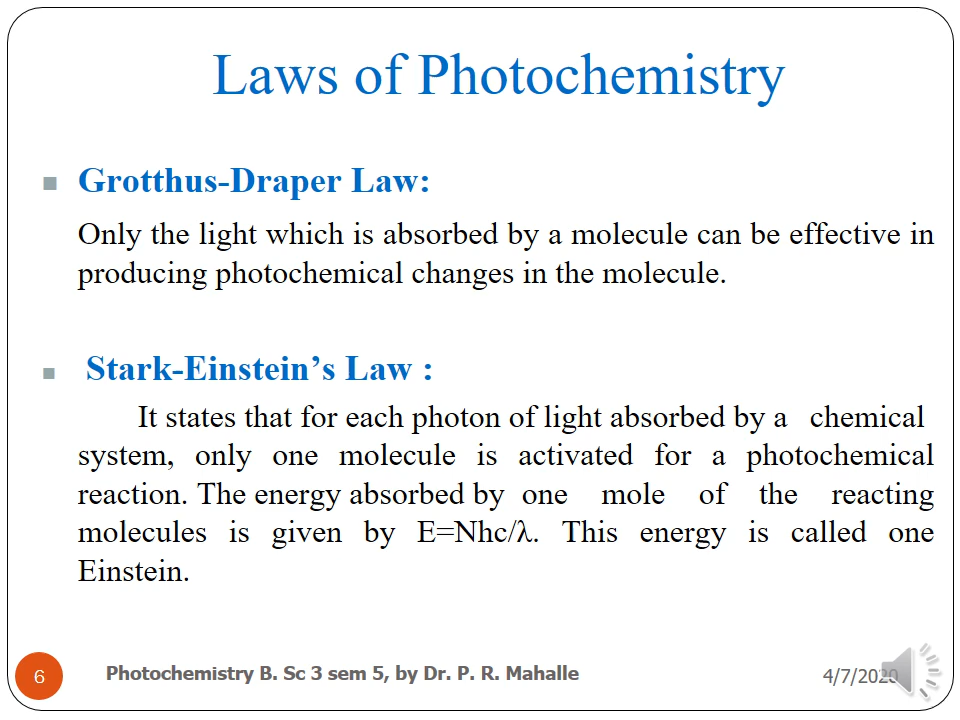 Laws of Photochemistry
Grotthus-Draper Law:
Only the light which is absorbed by a molecule can be effective in
producing photochemical changes in the molecule.
Stark-Einstein’s Law :
It states that for each photon of light absorbed by a chemical
system, only one molecule is activated for a photochemical
reaction. The energy absorbed by one mole of the reacting
molecules is given by E=Nhc/λ. This energy is called one
Einstein.
6
Photochemistry B. Sc 3 sem 5, by Dr. P. R. Mahalle
4/7/2020